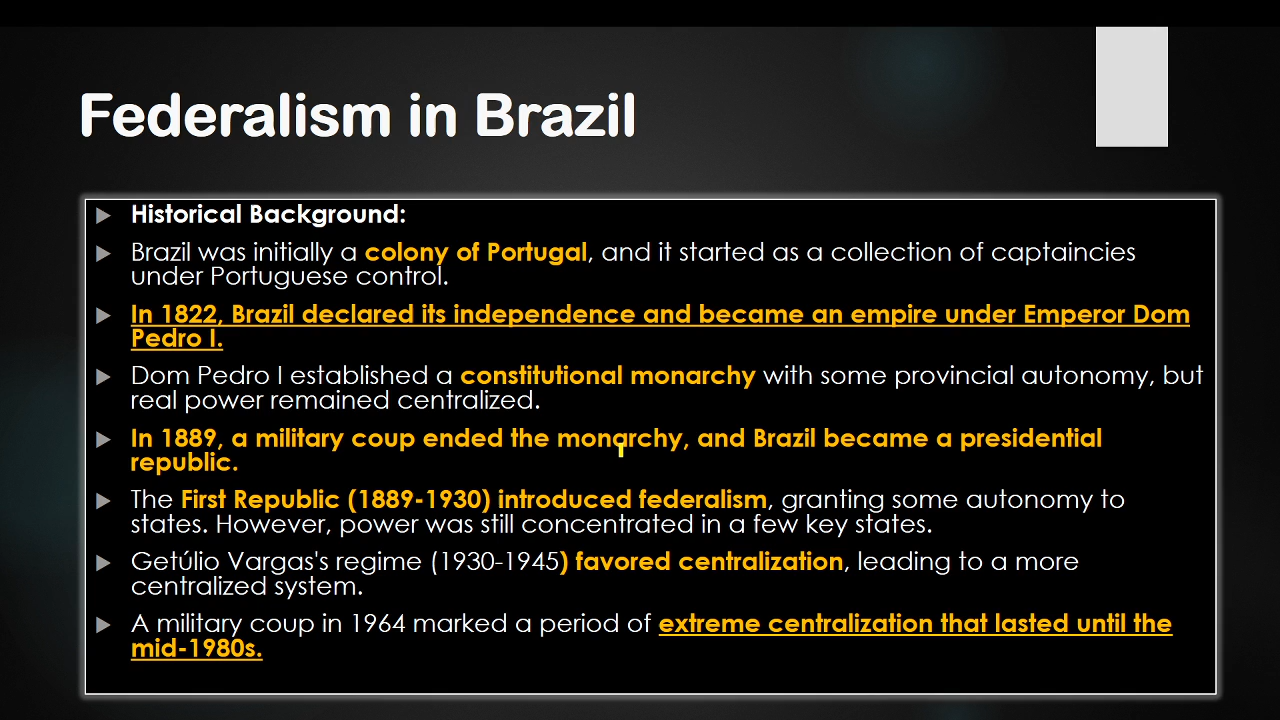 Federalism in Brazil
Historical Background:
Brazil was initially a colony of Portugal, and it started as a collection of captaincies
under Portuguese control.
In 1822, Brazil declared its independence and became an empire under Emperor Dom
Pedro I.
Dom Pedro I established a constitutional monarchy with some provincial autonomy, but
real power remained centralized.
In 1889, a military coup ended the monarchy, and Brazil became a presidential
republic.
The First Republic (1889-1930) introduced federalism, granting some autonomy to
states. However, power was still concentrated in a few key states.
Getúlio Vargas's regime (1930-1945) favored centralization, leading to a more
centralized system.
A military coup in 1964 marked a period of extreme centralization that lasted until the
mid-1980s.